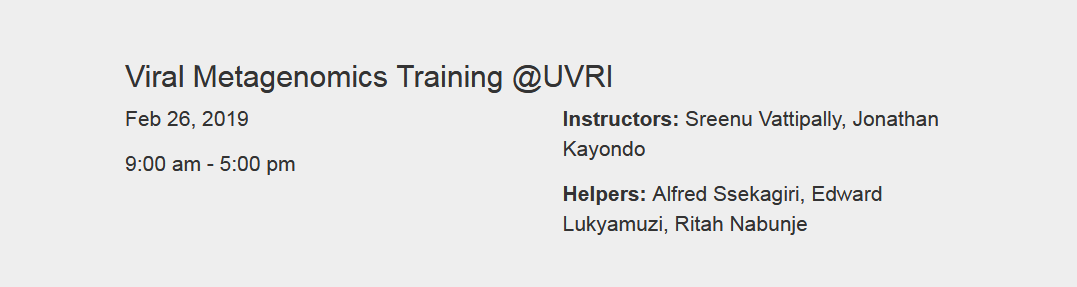 Viral Metagenomics Training @UVRI
Feb 26, 2019
9:00 am - 5:00 pm
Instructors: Sreenu Vattipally, Jonathan
Kayondo
Helpers: Alfred Ssekagiri, Edward
Lukyamuzi, Ritah Nabunje